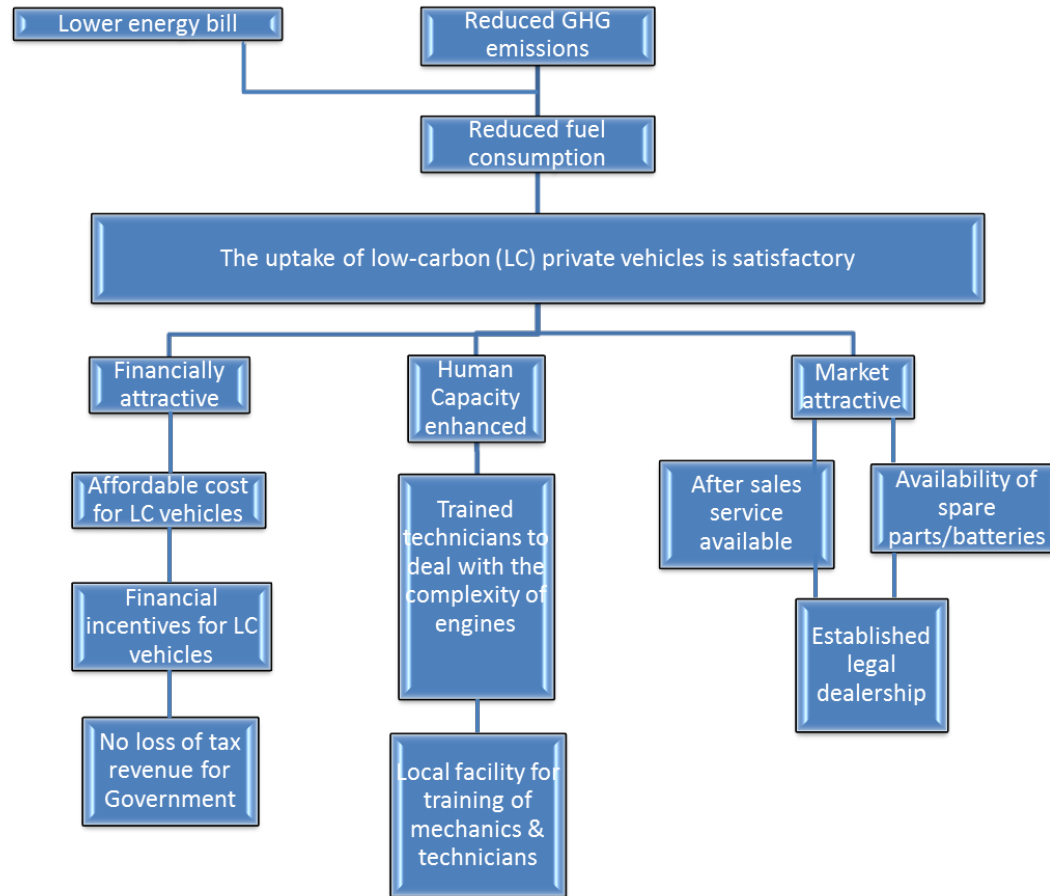 Lower energy bill
Reduced GHG
emissions
Reduced fuel
consumption
The uptake of low-carbon (LC) private vehicles is satisfactory
Financially
attractive
Human
Capacity
enhanced
Market
attractive
Affordable cost
for LC vehicles
Trained
technicians to
deal with the
complexity of
engines
After sales
service
available
Availability of
spare
parts/batteries
Financial
incentives for LC
vehicles
Established
legal
dealership
No loss of tax
revenue for
Government
Local facility for
training of
mechanics &
technicians